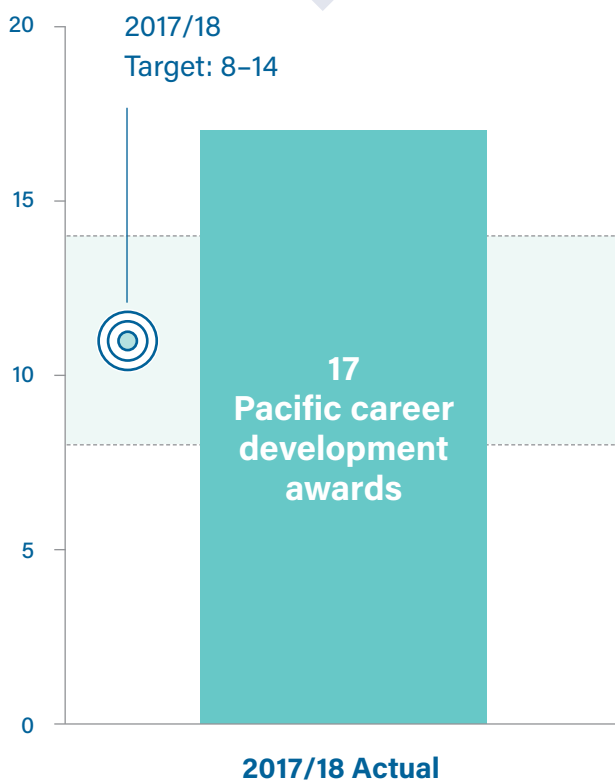 20
2017/18
Target: 8–14
15
10
17
Pacific career
development
awards
5
0
2017/18 Actual